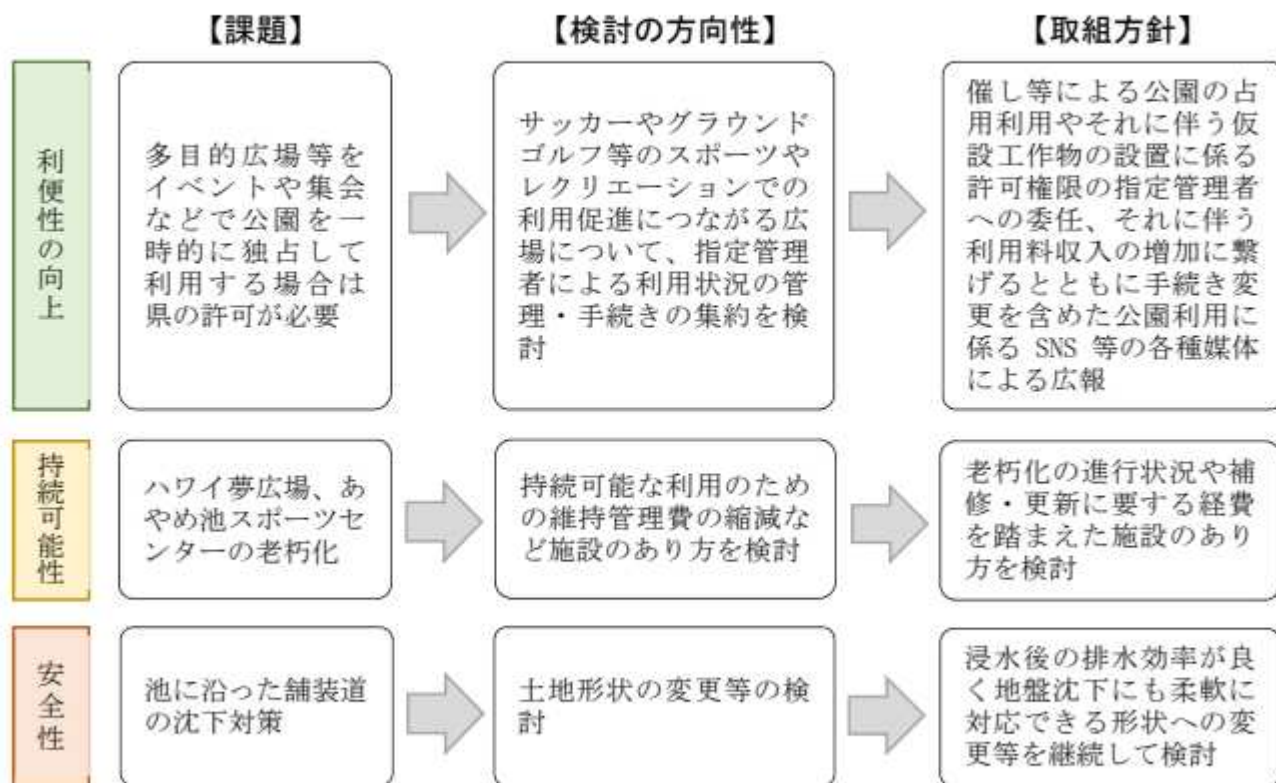 【課題】
【検討の方向性】
【取組方針】
利便性の向上
多目的広場等を
イベントや集会
などで公園を一
時的に独占して
利用する場合は
県の許可が必要
サッカーやグラウンド
ゴルフ等のスポーツや
レクリエーションでの
利用促進につながる広
場について、指定管理
者による利用状況の管
理・手続きの集約を検
討
催し等による公園の占
用利用やそれに伴う仮
設工作物の設置に係る
許可権限の指定管理者
への委任、それに伴う
利用料収入の増加に繋
げるとともに手続き変
更を含めた公園利用に
係る SNS 等の各種媒体
による広報
持続可能性
ハワイ夢広場、あ
やめ池スポーツセ
ンターの老朽化
持続可能な利用のため
の維持管理費の縮減な
ど施設のあり方を検討
老朽化の進行状況や補
修・更新に要する経費
を踏まえた施設のあり
方を検討
安全性
池に沿った舗装道
の沈下対策
土地形状の変更等の検
討
浸水後の排水効率が良
く地盤沈下にも柔軟に
対応できる形状への変
更等を継続して検討